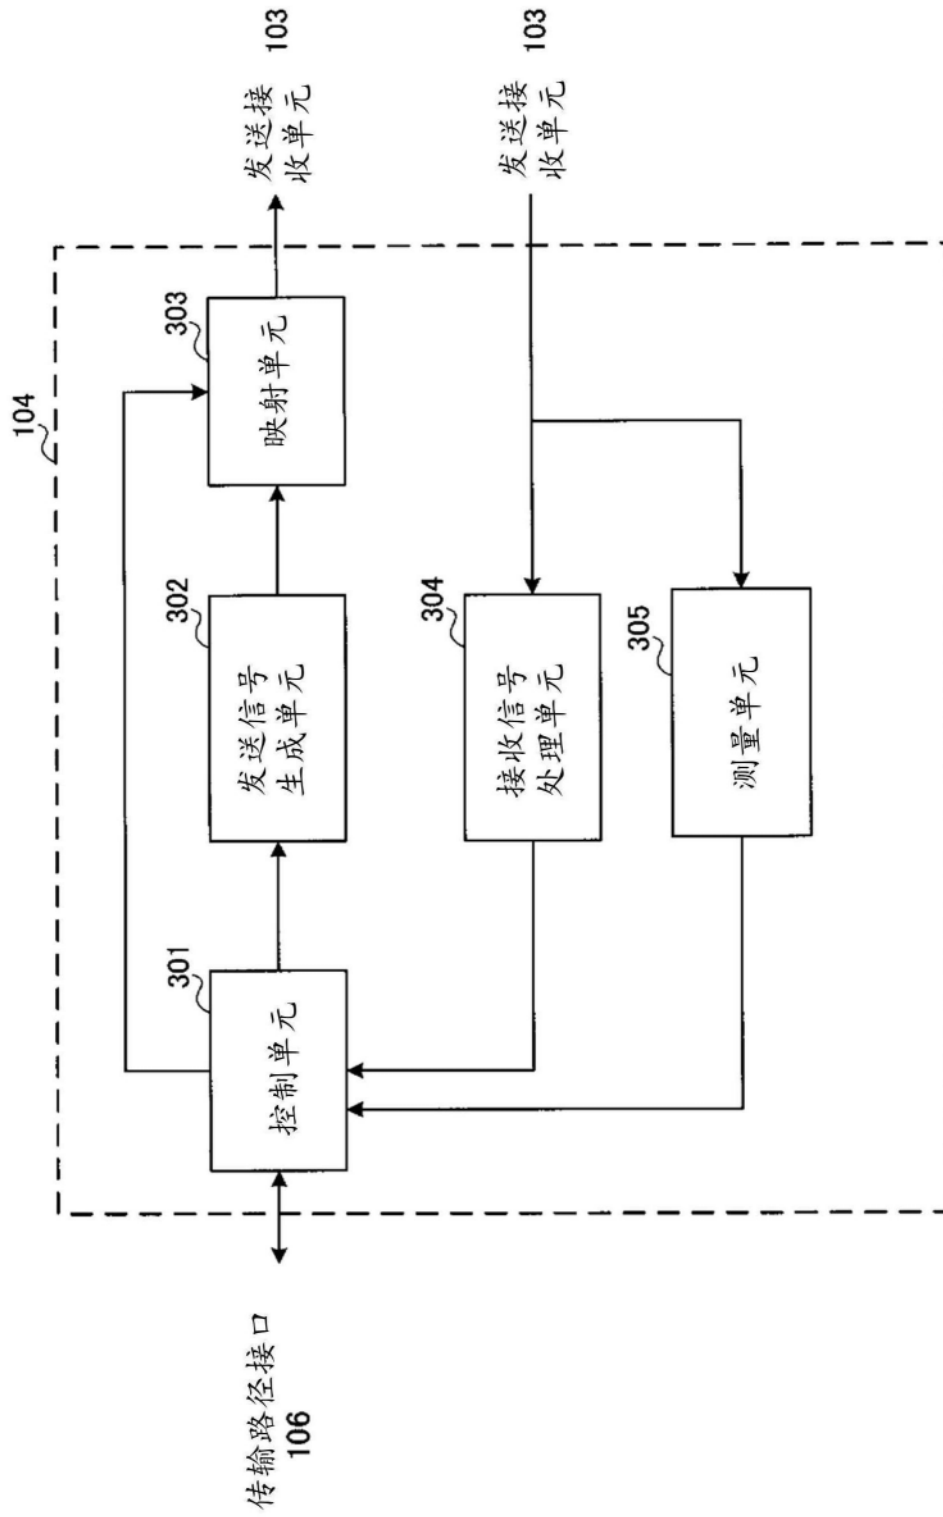 104
传输路径接口
106
301
控制单元
302
发送信号
生成单元
303
映射单元
发送接
收单元
103
304
接收信号
处理单元
发送接
收单元
103
305
测量单元